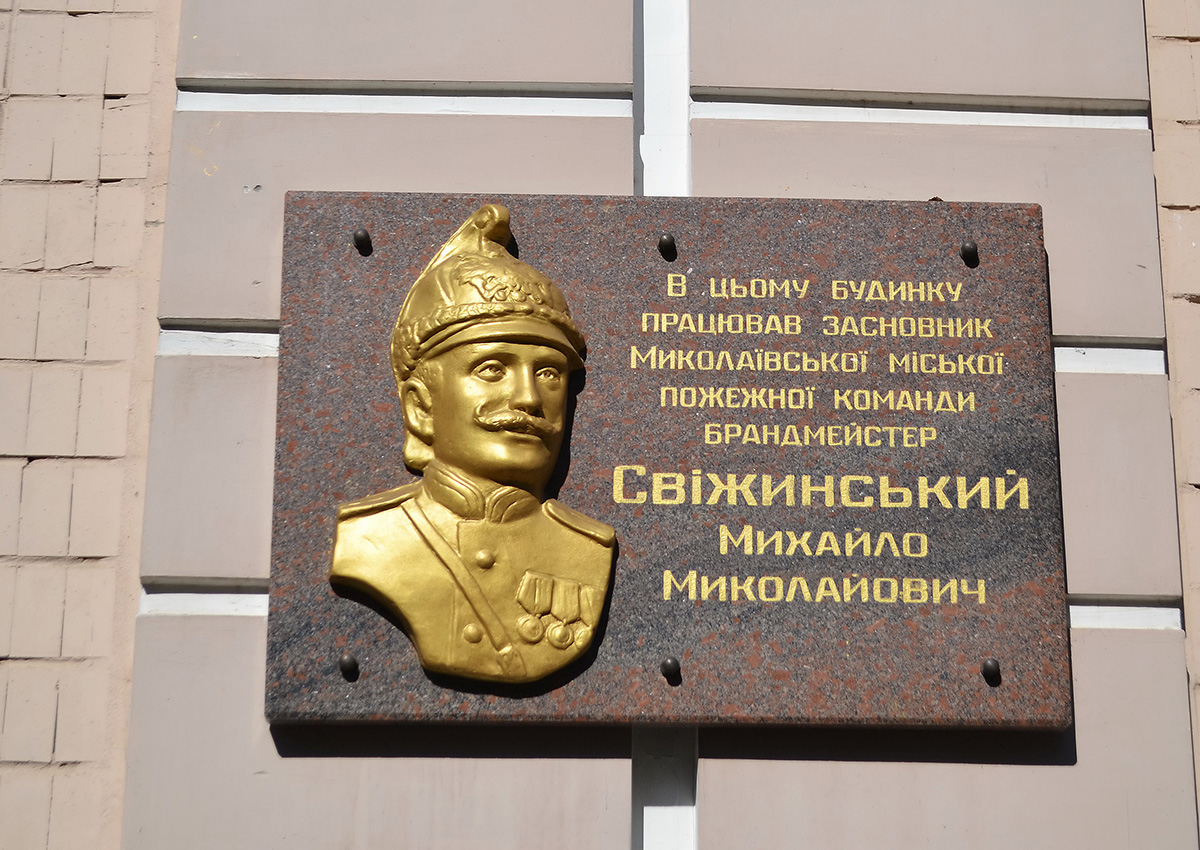 В ЦЬОМУ БУДИНКУ
ПРАЦЮВАВ ЗАСНОВНИК
МИКОЛАЇВСЬКОЇ МІСЬКОЇ
ПОЖЕЖНОЇ КОМАНДИ
БРАНДМЕЙСТЕР
СВІЖИНСЬКИЙ
МИХАЙЛО
МИКОЛАЙОВИЧ